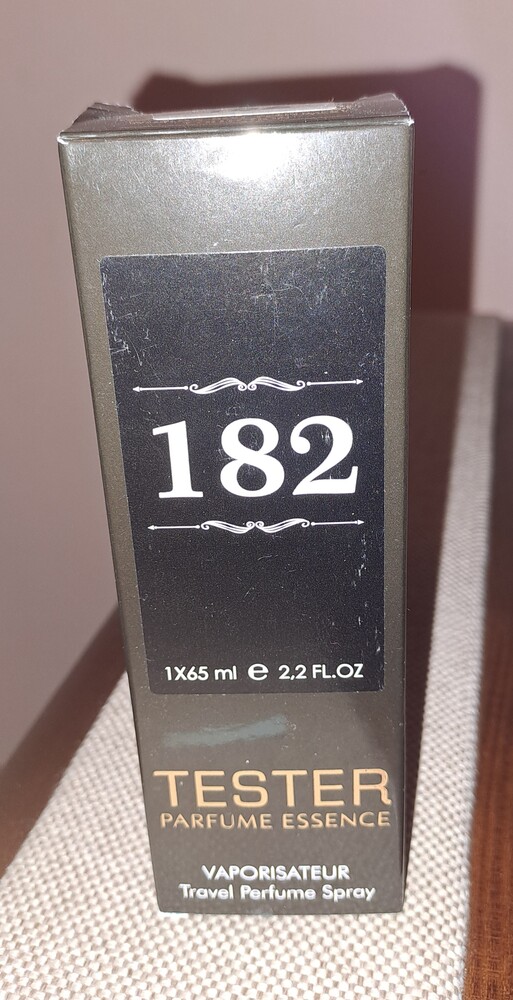 182
1X65 ml e 2,2 FL.OZ
TESTER
PARFUME ESSENCE
VAPORISATEUR
Travel Perfume Spray